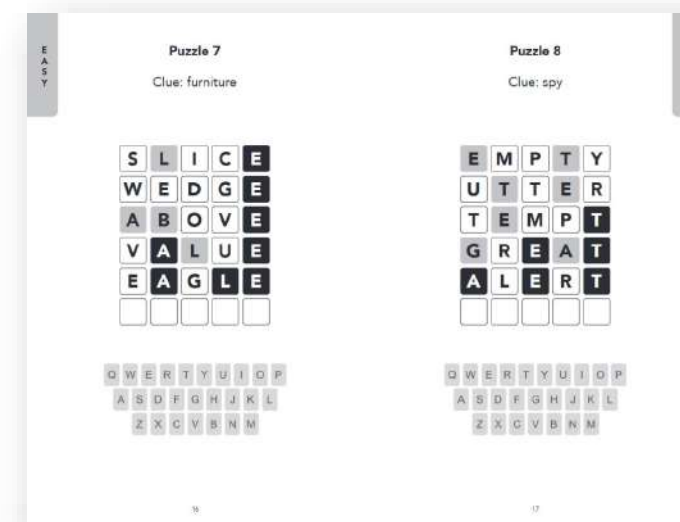 EASY
Puzzle 7
Clue: furniture
SLICE
WEDGE
ABOVE
VALUE
EAGLE
QWERTYUIOP
ASDFGHJKL
ZXCVBNM
16
Puzzle 8
Clue: spy
EMPTY
UTTER
TEMPT
GREAT
ALERT
QWERTYUIOP
ASDFGHJKL
ZXCVBNM
17